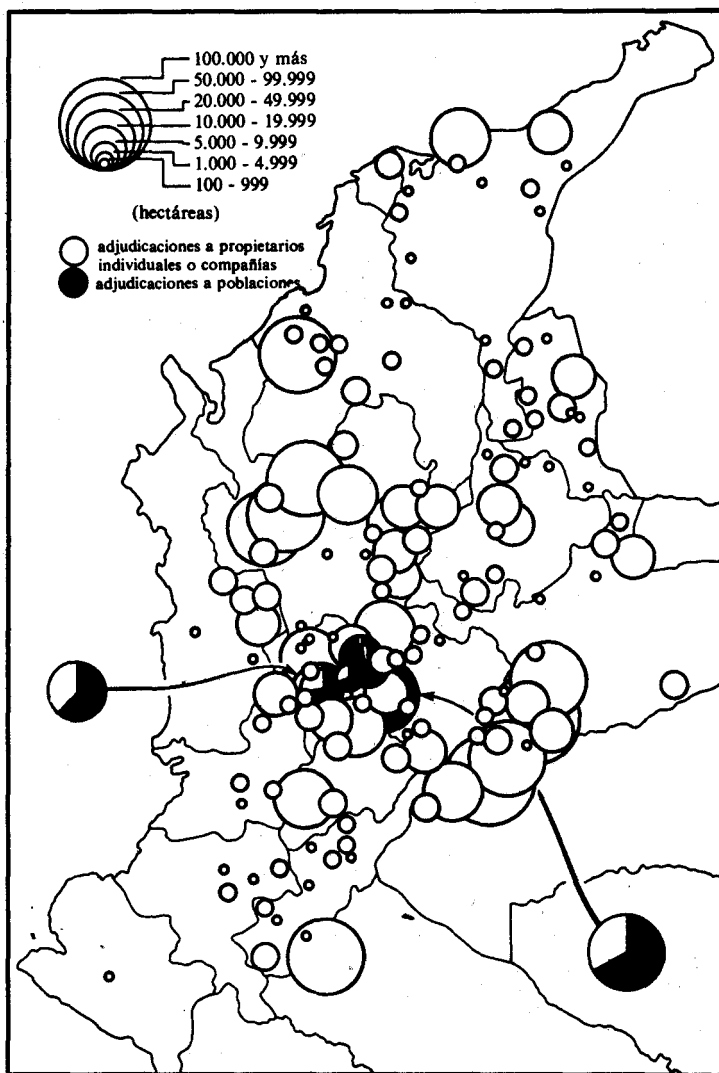 100.000 y más
50.000 - 99.999
20.000 - 49.999
10.000 - 19.999
5.000 - 9.999
1.000 - 4.999
100 - 999
(hectáreas)
adjudicaciones a propietarios
individuales o compañías
adjudicaciones a poblaciones